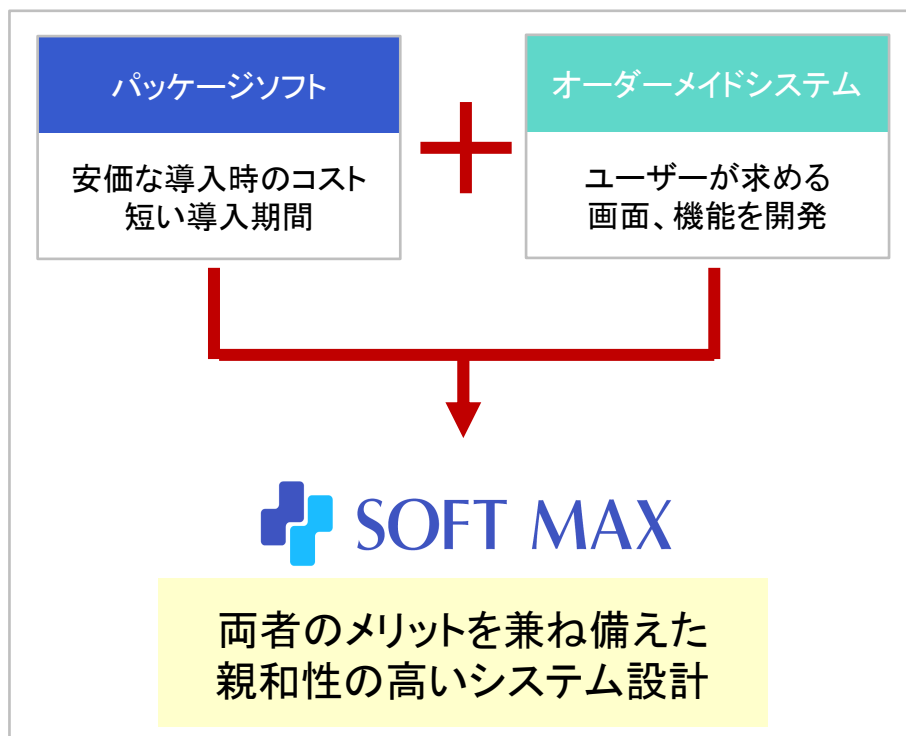 パッケージソフト
安価な導入時のコスト
短い導入期間
オーダーメイドシステム
ユーザーが求める
画面、機能を開発
SOFT MAX
両者のメリットを兼ね備えた
親和性の高いシステム設計